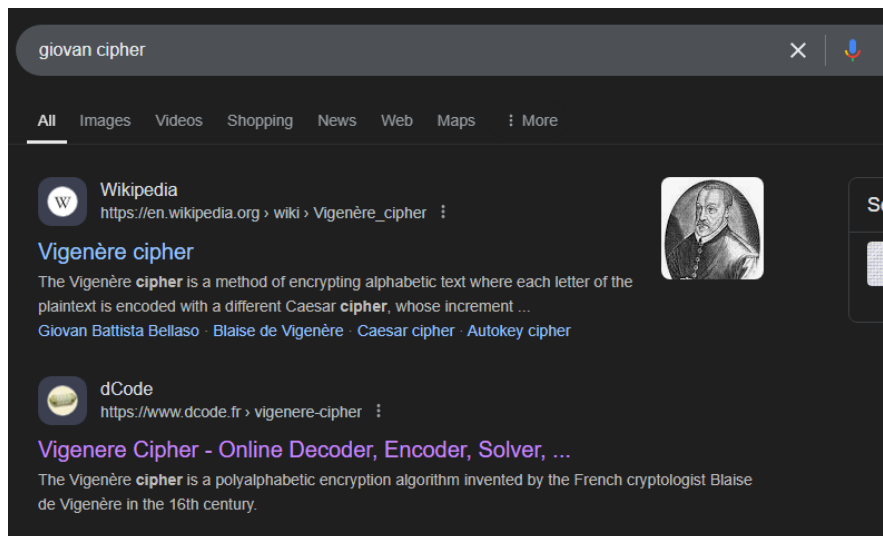 giovan cipher
All Images Videos Shopping News Web Maps More
W
Wikipedia
https://en.wikipedia.org › wiki › Vigenère_cipher
Vigenère cipher
The Vigenère cipher is a method of encrypting alphabetic text where each letter of the
plaintext is encoded with a different Caesar cipher, whose increment ...
Giovan Battista Bellaso · Blaise de Vigenère · Caesar cipher · Autokey cipher
dCode
https://www.dcode.fr › vigenere-cipher
Vigenere Cipher - Online Decoder, Encoder, Solver, ...
The Vigenère cipher is a polyalphabetic encryption algorithm invented by the French cryptologist Blaise
de Vigenère in the 16th century.